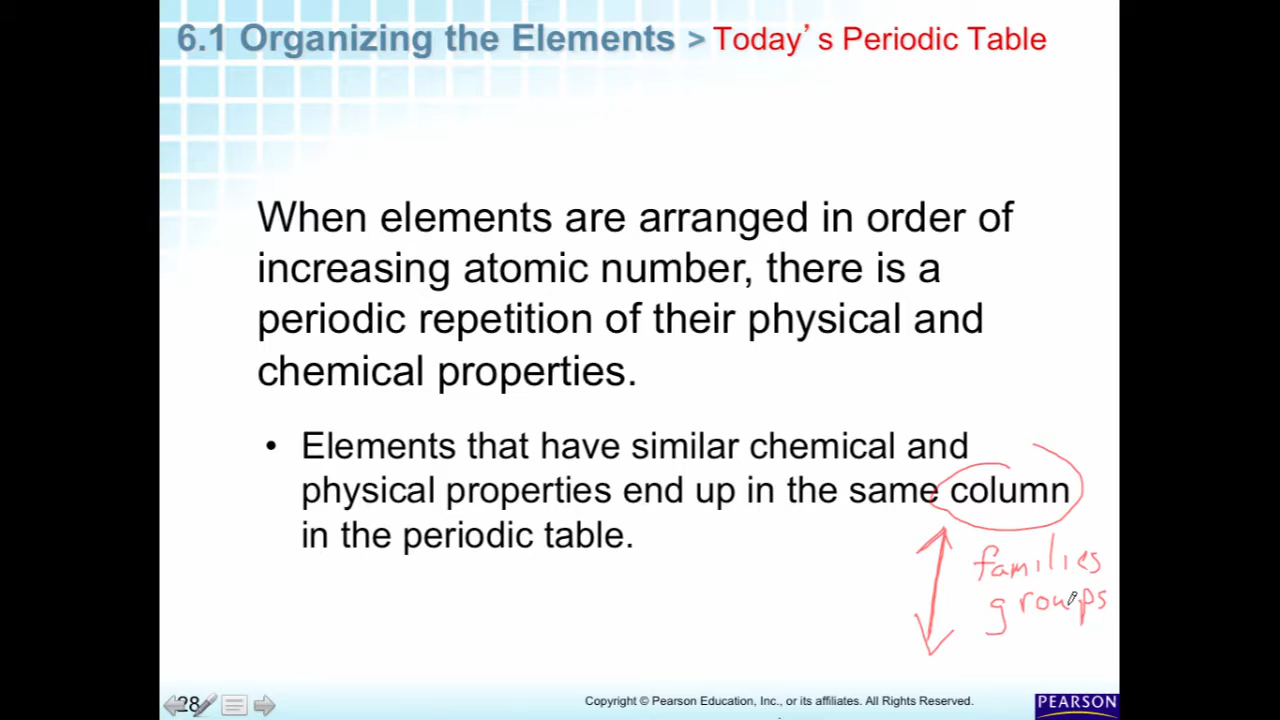 6.1 Organizing the Elements > Today's Periodic Table
When elements are arranged in order of
increasing atomic number, there is a
periodic repetition of their physical and
chemical properties.
• Elements that have similar chemical and
physical properties end up in the same column
in the periodic table.
families
groups
28
Copyright © Pearson Education, Inc., or its affiliates. All Rights Reserved.
PEARSON